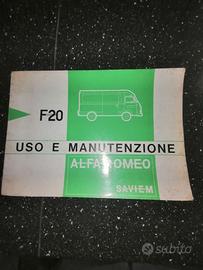 F20
USO E MANUTENZIONE
ALFA ROMEO
SAVIEM
subito